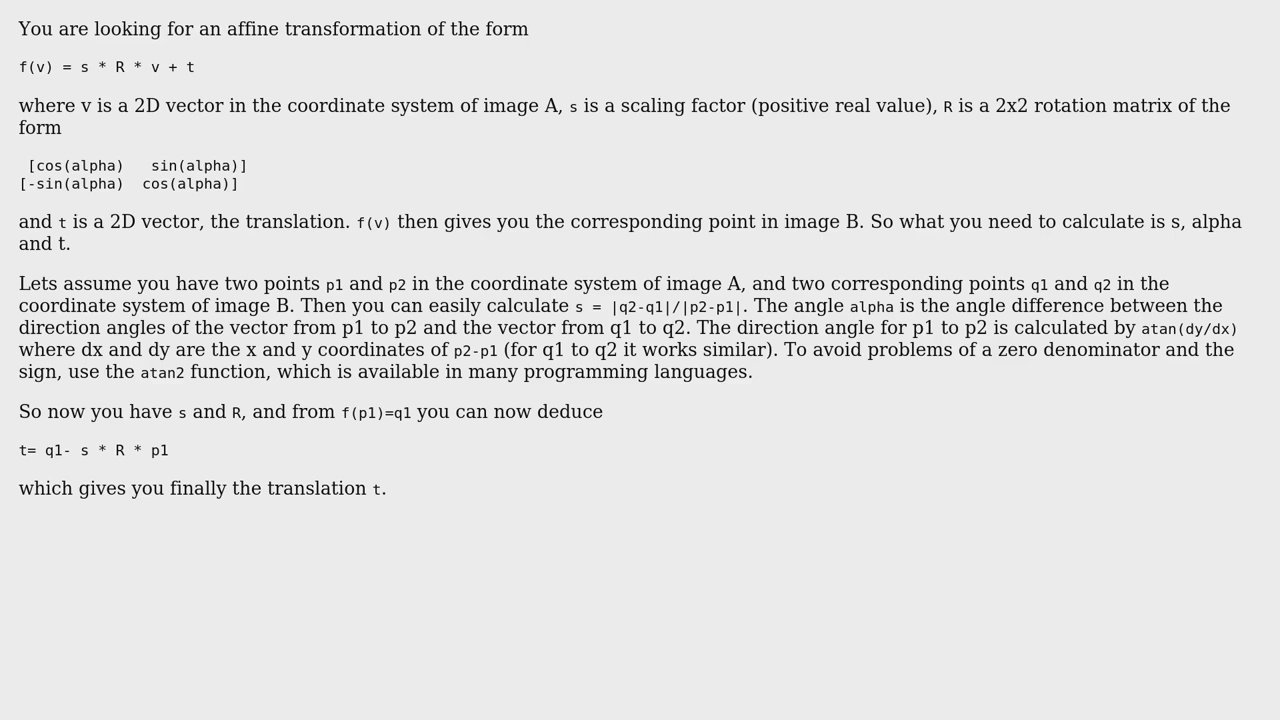 You are looking for an affine transformation of the form
f(v) = s * R * v + t
where v is a 2D vector in the coordinate system of image A, s is a scaling factor (positive real value), R is a 2x2 rotation matrix of the
form
[cos(alpha)   sin(alpha)]
[-sin(alpha)  cos(alpha)]
and t is a 2D vector, the translation. f(v) then gives you the corresponding point in image B. So what you need to calculate is s, alpha
and t.
Lets assume you have two points p1 and p2 in the coordinate system of image A, and two corresponding points q1 and q2 in the
coordinate system of image B. Then you can easily calculate s = |q2-q1|/|p2-p1|. The angle alpha is the angle difference between the
direction angles of the vector from p1 to p2 and the vector from q1 to q2. The direction angle for p1 to p2 is calculated by atan(dy/dx)
where dx and dy are the x and y coordinates of p2-p1 (for q1 to q2 it works similar). To avoid problems of a zero denominator and the
sign, use the atan2 function, which is available in many programming languages.
So now you have s and R, and from f(p1)=q1 you can now deduce
t= q1- s * R * p1
which gives you finally the translation t.